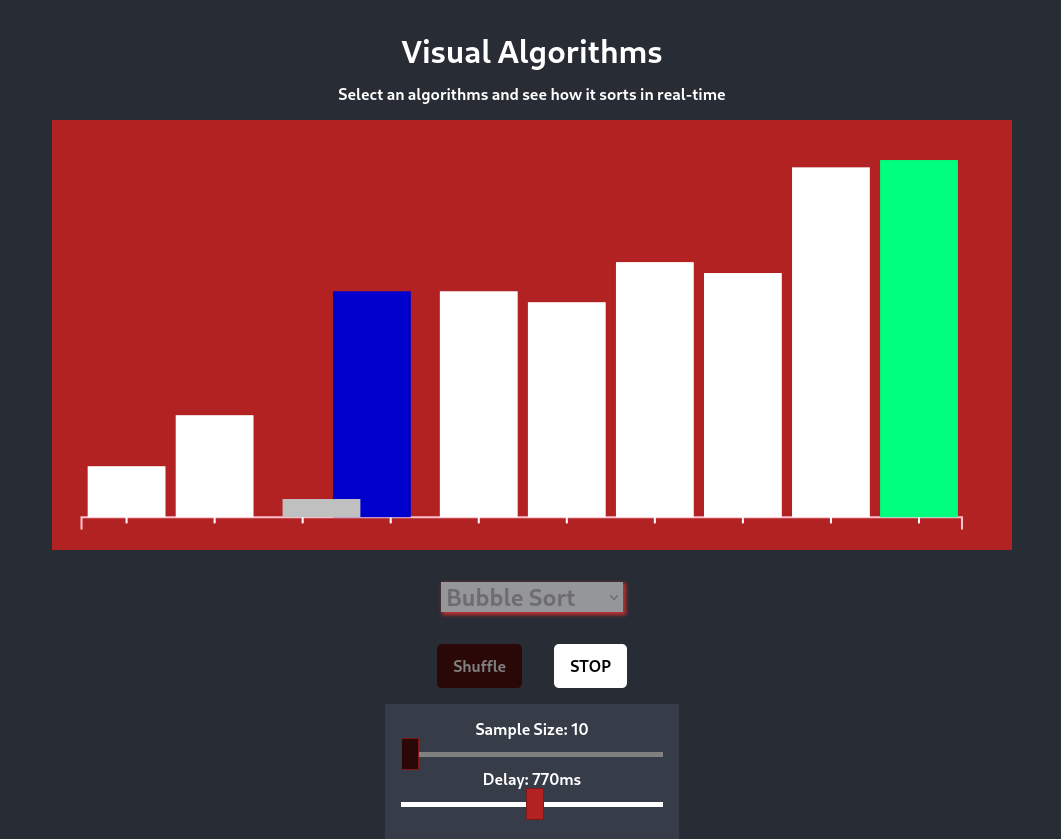 Visual Algorithms
Select an algorithms and see how it sorts in real-time
Bubble Sort
Shuffle STOP
Sample Size: 10
Delay: 770ms